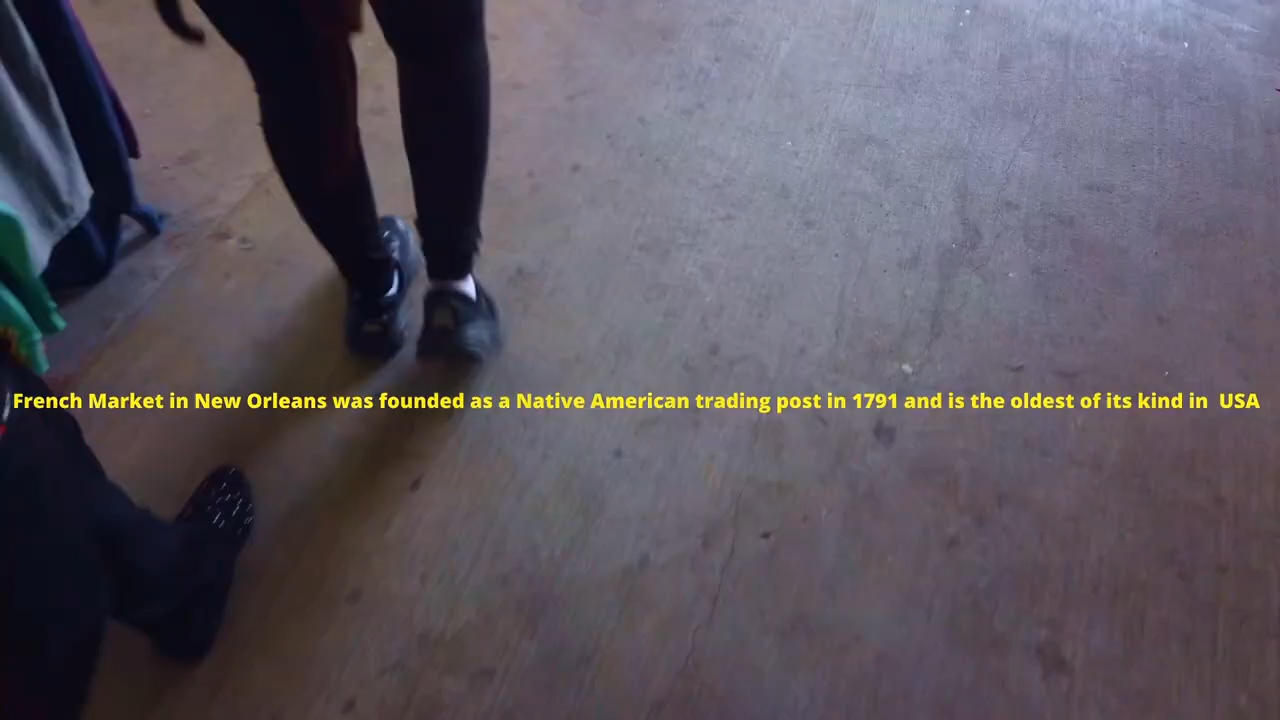 French Market in New Orleans was founded as a Native American trading post in 1791 and is the oldest of its kind in  USA